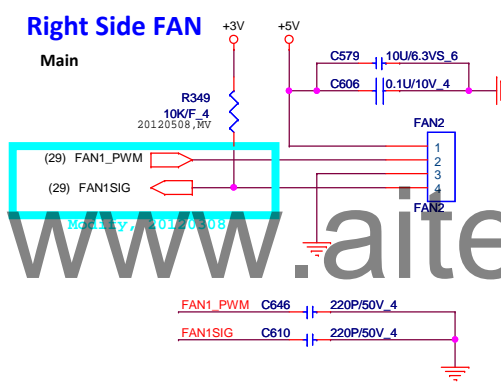 Right Side FAN
Main
+3V
+5V
C579 10U/6.3VS_6
C606 0.1U/10V_4
R349
10K/F_4
20120508,MV
FAN2
(29) FAN1_PWM
1
2
(29) FAN1SIG
3
4
FAN2
Modify, 20120308
www.aite
FAN1_PWM C646 220P/50V_4
FAN1SIG C610 220P/50V_4